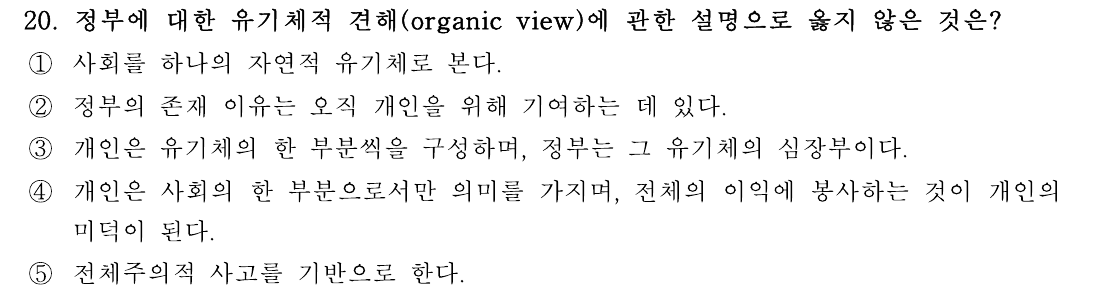 20. 정부에 대한 유기체적 견해(organic view)에 관한 설명으로 옳지 않은 것은?
① 사회를 하나의 자연적 유기체로 본다.
② 정부의 존재 이유는 오직 개인을 위해 기여하는 데 있다.
③ 개인은 유기체의 한 부분씩을 구성하며, 정부는 그 유기체의 심장부이다.
④ 개인은 사회의 한 부분으로서만 의미를 가지며, 전체의 이익에 봉사하는 것이 개인의
미덕이 된다.
⑤ 전체주의적 사고를 기반으로 한다.